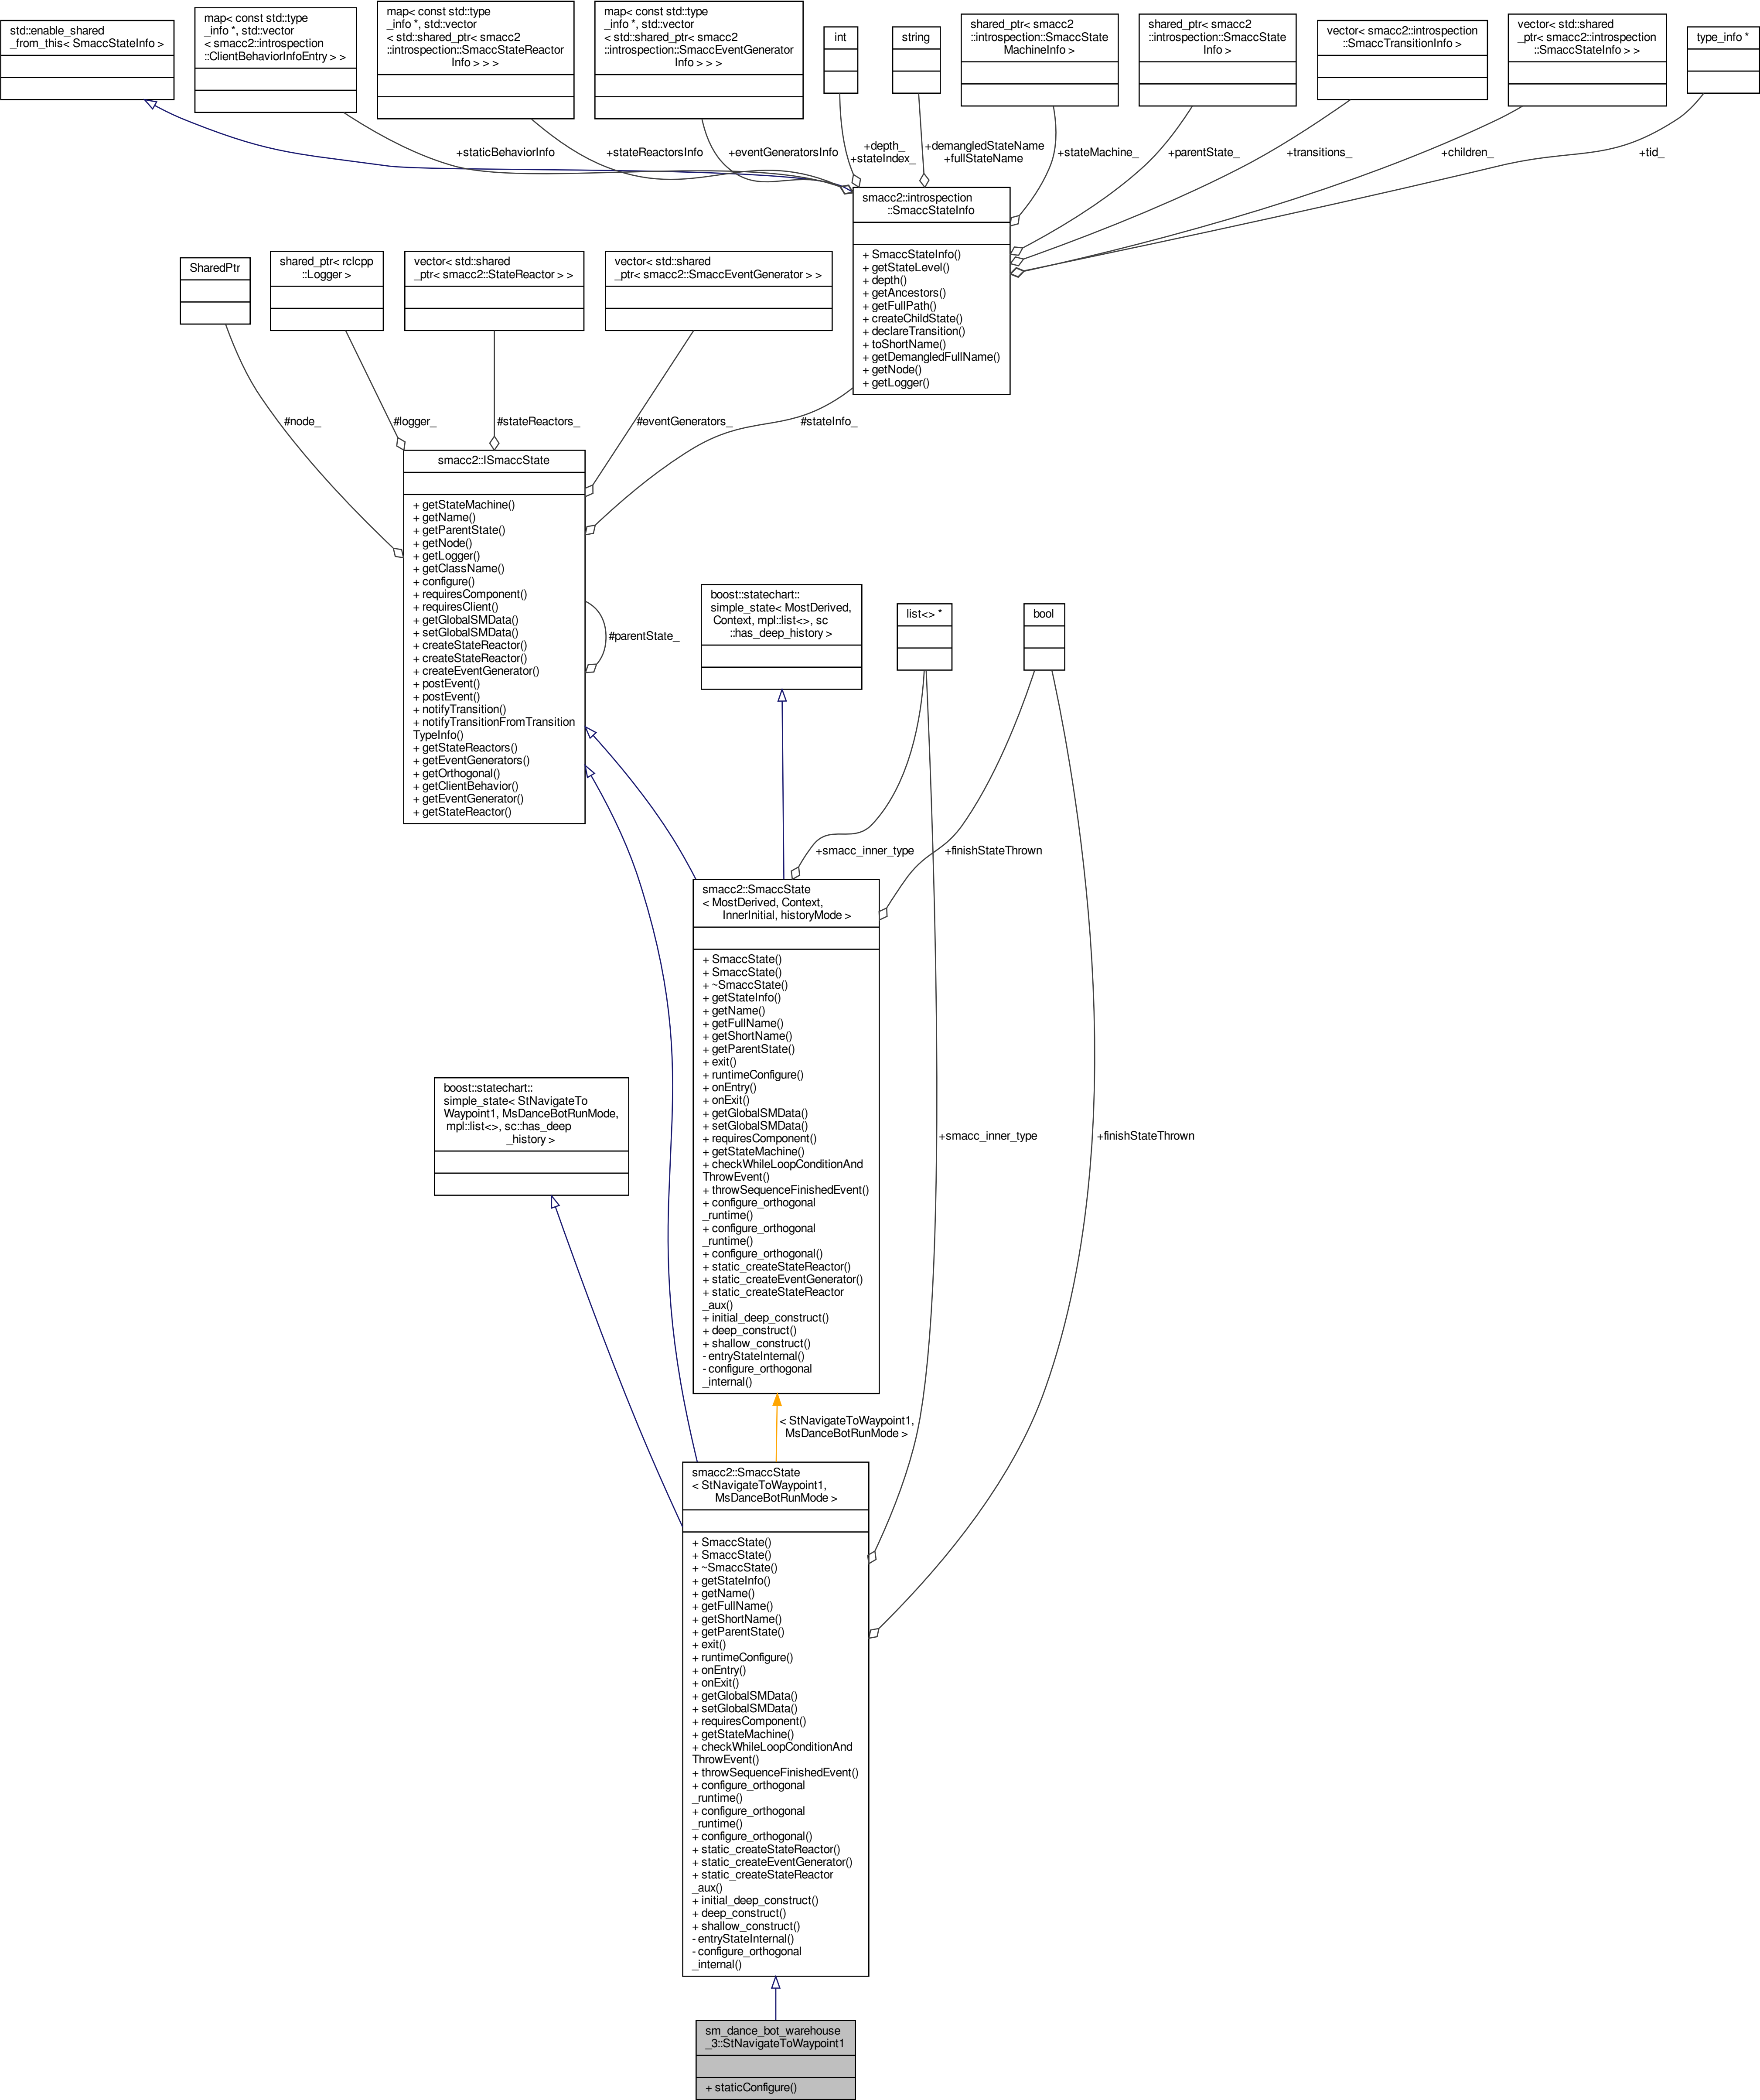 std::enable_shared
_from_this< SmaccStateInfo >
map< const std::type
_info *, std::vector
< smacc2::introspection
::ClientBehaviorInfoEntry > >
map< const std::type
_info *, std::vector
< std::shared_ptr< smacc2
::introspection::SmaccStateReactor
Info > > >
map< const std::type
_info *, std::vector
< std::shared_ptr< smacc2
::introspection::SmaccEventGenerator
Info > > >
int
string
shared_ptr< smacc2
::introspection::SmaccState
MachineInfo >
shared_ptr< smacc2
::introspection::SmaccState
Info >
vector< smacc2::introspection
::SmaccTransitionInfo >
vector< std::shared
_ptr< smacc2::introspection
::SmaccStateInfo > >
type_info *
+staticBehaviorInfo
+stateReactorsInfo
+eventGeneratorsInfo
+depth_
+stateIndex_
+demangledStateName
+fullStateName
+stateMachine_
+parentState_
+transitions_
+children_
+tid_
smacc2::introspection
::SmaccStateInfo
+ SmaccStateInfo()
+ getStateLevel()
+ depth()
+ getAncestors()
+ getFullPath()
+ createChildState()
+ declareTransition()
+ toShortName()
+ getDemangledFullName()
+ getNode()
+ getLogger()
SharedPtr
shared_ptr< rclcpp
::Logger >
vector< std::shared
_ptr< smacc2::StateReactor > >
vector< std::shared
_ptr< smacc2::SmaccEventGenerator > >
#node_
#logger_
#stateReactors_
#eventGenerators_
#stateInfo_
smacc2::ISmaccState
+ getStateMachine()
+ getName()
+ getParentState()
+ getNode()
+ getLogger()
+ getClassName()
+ configure()
+ requiresComponent()
+ requiresClient()
+ getGlobalSMData()
+ setGlobalSMData()
+ createStateReactor()
+ createStateReactor()
+ createEventGenerator()
+ postEvent()
+ postEvent()
+ notifyTransition()
+ notifyTransitionFromTransition
TypeInfo()
+ getStateReactors()
+ getEventGenerators()
+ getOrthogonal()
+ getClientBehavior()
+ getEventGenerator()
+ getStateReactor()
#parentState_
boost::statechart::
simple_state< MostDerived,
Context, mpl::list<>, sc
::has_deep_history >
list<> *
bool
+smacc_inner_type
+finishStateThrown
smacc2::SmaccState
< MostDerived, Context,
InnerInitial, historyMode >
+ SmaccState()
+ SmaccState()
+ ~SmaccState()
+ getStateInfo()
+ getName()
+ getFullName()
+ getShortName()
+ getParentState()
+ exit()
+ runtimeConfigure()
+ onEntry()
+ onExit()
+ getGlobalSMData()
+ setGlobalSMData()
+ requiresComponent()
+ getStateMachine()
+ checkWhileLoopConditionAnd
ThrowEvent()
+ throwSequenceFinishedEvent()
+ configure_orthogonal
_runtime()
+ configure_orthogonal
_runtime()
+ configure_orthogonal()
+ static_createStateReactor()
+ static_createEventGenerator()
+ static_createStateReactor
_aux()
+ initial_deep_construct()
+ deep_construct()
+ shallow_construct()
- entryStateInternal()
- configure_orthogonal
_internal()
boost::statechart::
simple_state< StNavigateTo
Waypoint1, MsDanceBotRunMode,
mpl::list<>, sc::has_deep
_history >
+smacc_inner_type
+finishStateThrown
< StNavigateToWaypoint1,
MsDanceBotRunMode >
smacc2::SmaccState
< StNavigateToWaypoint1,
MsDanceBotRunMode >
+ SmaccState()
+ SmaccState()
+ ~SmaccState()
+ getStateInfo()
+ getName()
+ getFullName()
+ getShortName()
+ getParentState()
+ exit()
+ runtimeConfigure()
+ onEntry()
+ onExit()
+ getGlobalSMData()
+ setGlobalSMData()
+ requiresComponent()
+ getStateMachine()
+ checkWhileLoopConditionAnd
ThrowEvent()
+ throwSequenceFinishedEvent()
+ configure_orthogonal
_runtime()
+ configure_orthogonal
_runtime()
+ configure_orthogonal()
+ static_createStateReactor()
+ static_createEventGenerator()
+ static_createStateReactor
_aux()
+ initial_deep_construct()
+ deep_construct()
+ shallow_construct()
- entryStateInternal()
- configure_orthogonal
_internal()
sm_dance_bot_warehouse
_3::StNavigateToWaypoint1
+ staticConfigure()